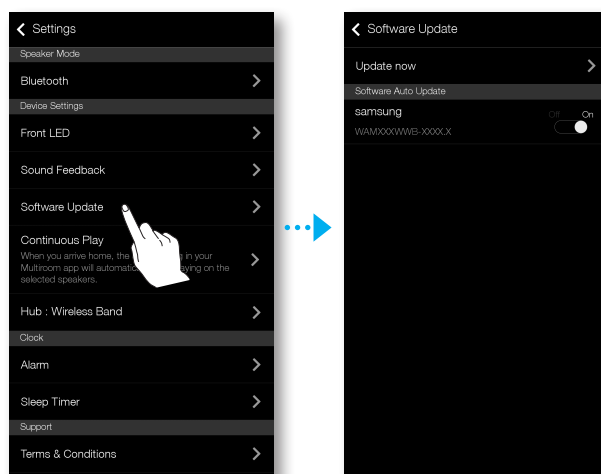 Settings
Speaker Mode
Bluetooth
Device Settings
Front LED
Sound Feedback
Software Update
Continuous Play
When you arrive home, the in your
Multiroom app will automatic aying on the
selected speakers.
Hub : Wireless Band
Clock
Alarm
Sleep Timer
Support
Terms & Conditions
Software Update
Update now
Software Auto Update
samsung
Off On
WAMXXXWWB-XXXX.X